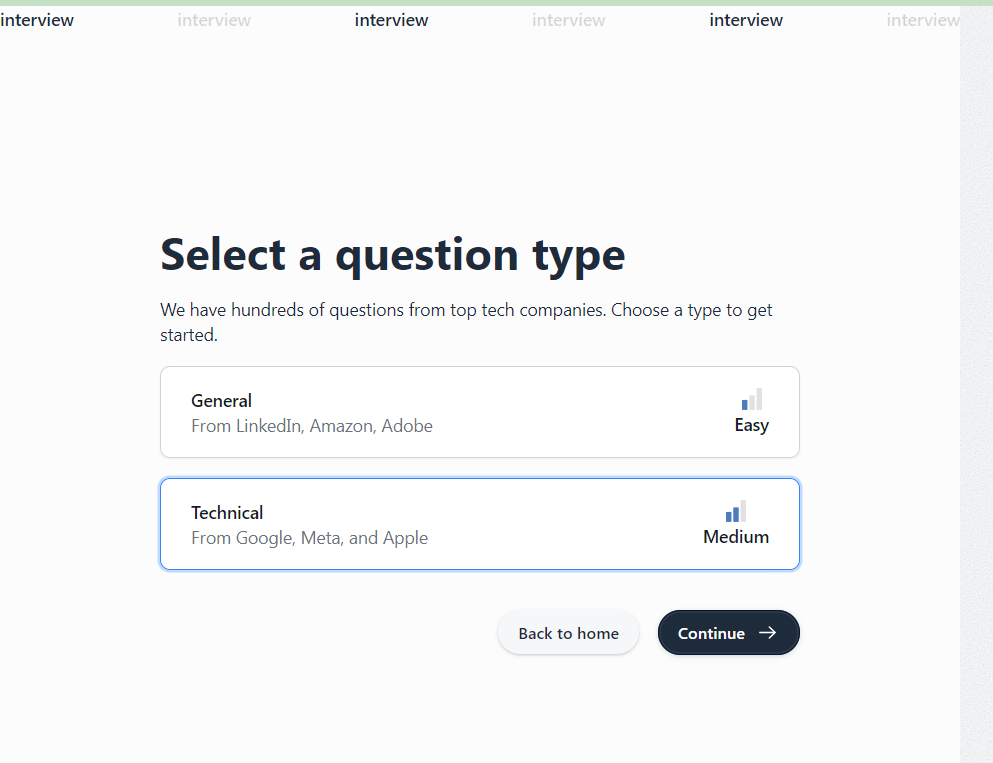 interview interview interview interview interview interview
Select a question type
We have hundreds of questions from top tech companies. Choose a type to get
started.
General
From LinkedIn, Amazon, Adobe
Easy
Technical
From Google, Meta, and Apple
Medium
Back to home
Continue